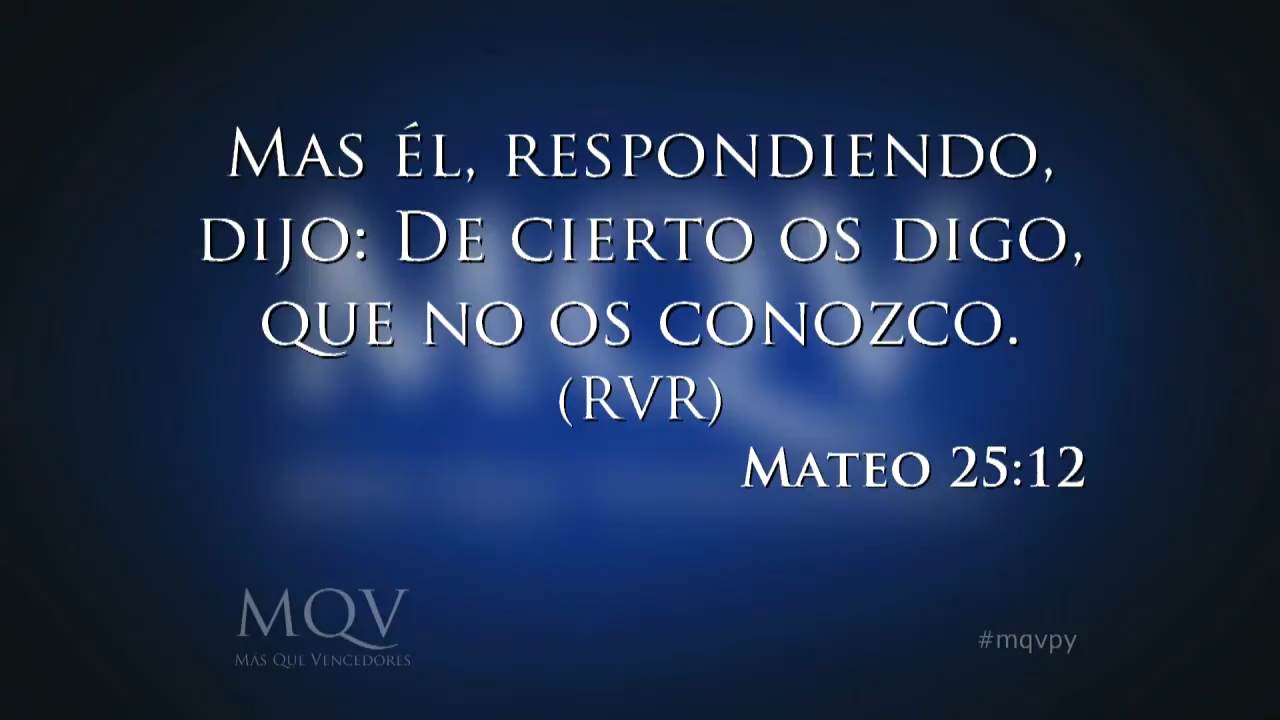 Mas él, respondiendo,
dijo: De cierto os digo,
que no os conozco.
(RVR)
Mateo 25:12
MQV
Más Que Vencedores
#mqvpy